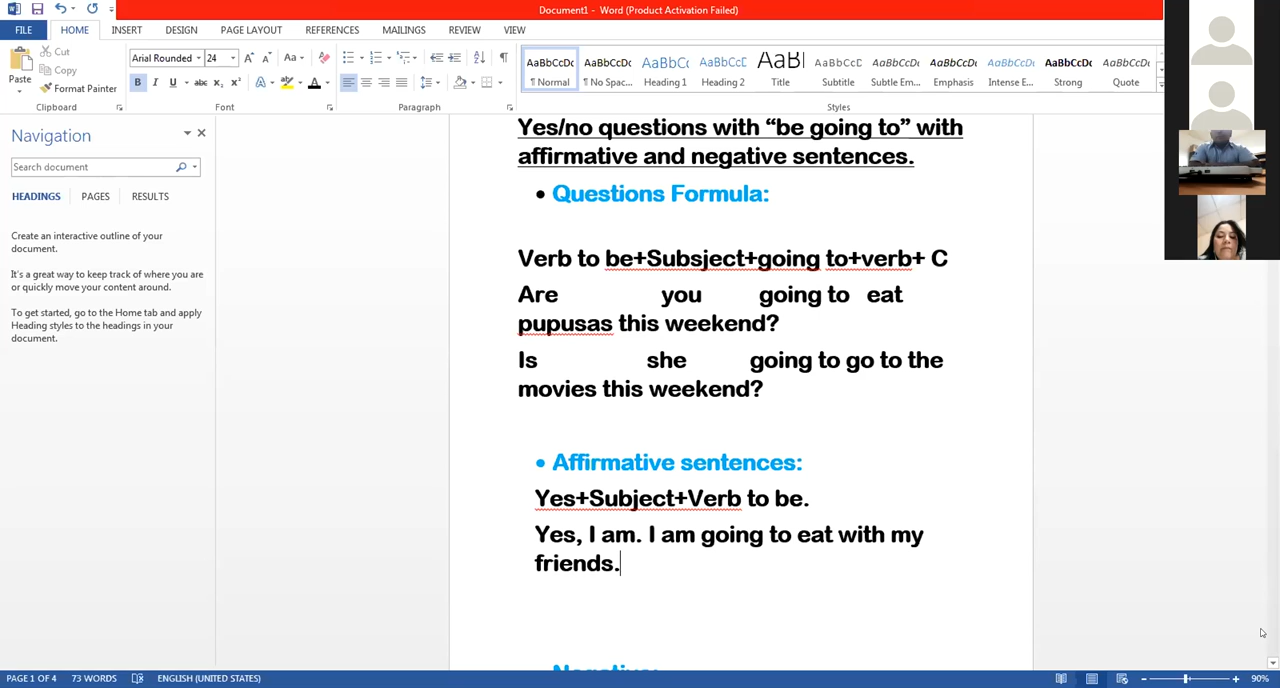 Document1 - Word (Product Activation Failed)
FILE HOME INSERT DESIGN PAGE LAYOUT REFERENCES MAILINGS REVIEW VIEW
Cut
Copy
Format Painter
Paste
Arial Rounded 24
AaBbCcDc AaBbCcDc AaBbCc AaBbCcD AaBl AaBbCcDc AaBbCcDc AaBbCcDc AaBbCcDc AaBbCcDc AaBbCcDc
¶ Normal ¶ No Spac... Heading 1 Heading 2 Title Subtitle Subtle Em... Emphasis Intense E... Strong Quote
Clipboard Font Paragraph Styles
Navigation
Search document
HEADINGS PAGES RESULTS
Create an interactive outline of your
document.
It's a great way to keep track of where you are
or quickly move your content around.
To get started, go to the Home tab and apply
Heading styles to the headings in your
document.
Yes/no questions with “be going to” with
affirmative and negative sentences.
• Questions Formula:
Verb to be+Subsject+going to+verb+ C
Are you going to eat
pupusas this weekend?
Is she going to go to the
movies this weekend?
• Affirmative sentences:
Yes+Subject+Verb to be.
Yes, I am. I am going to eat with my
friends.
Negative:
PAGE 1 OF 4 73 WORDS ENGLISH (UNITED STATES) 90%